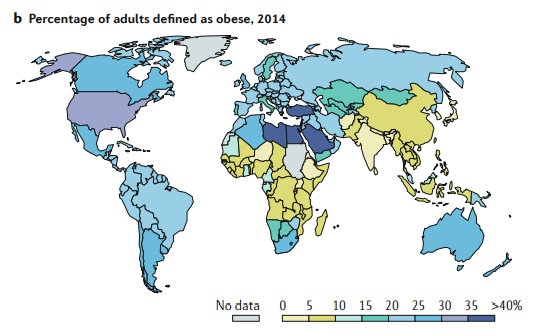 b Percentage of adults defined as obese, 2014
No data 0 5 10 15 20 25 30 35 >40%